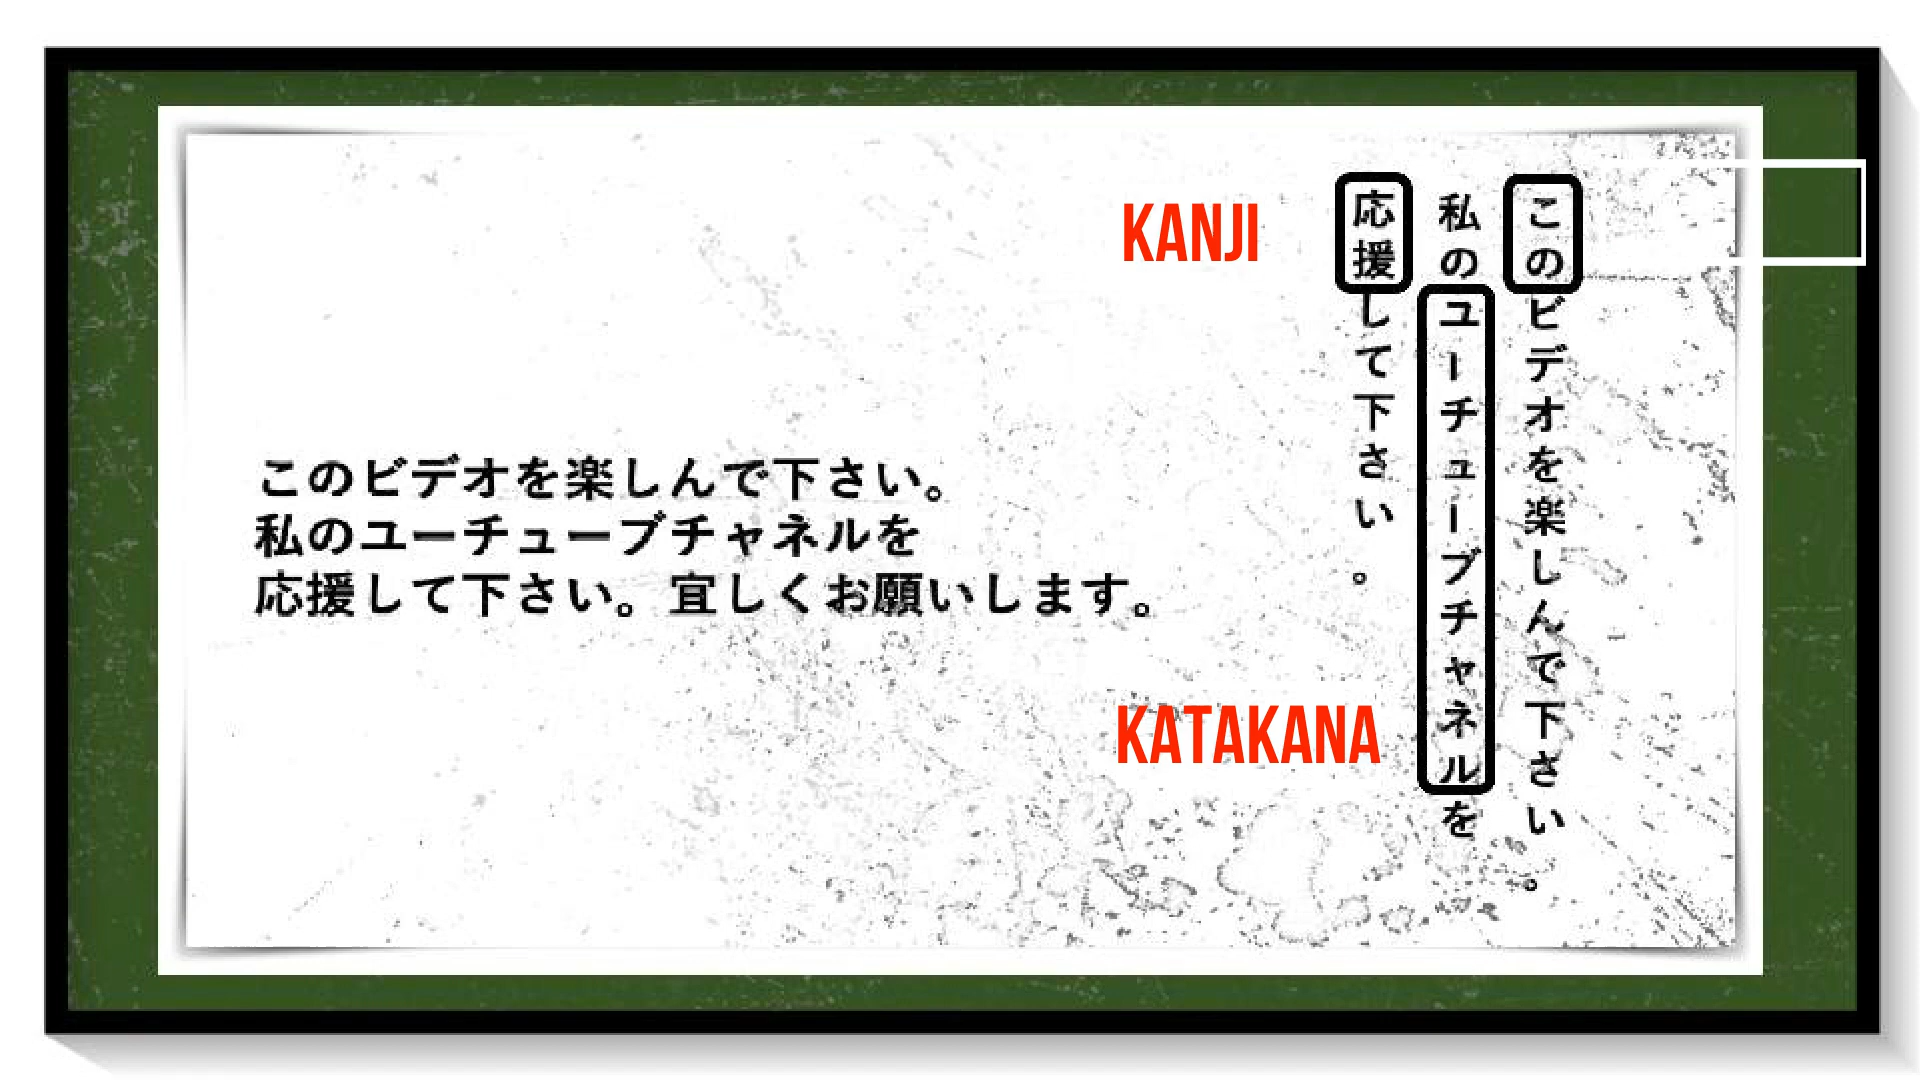 このビデオを楽しんで下さい。
私のユーチューブチャネルを
応援して下さい。宜しくお願いします。
KANJI
KATAKANA
このビデオを楽しんで下さい。
私のユーチューブチャネルを
応援して下さい。